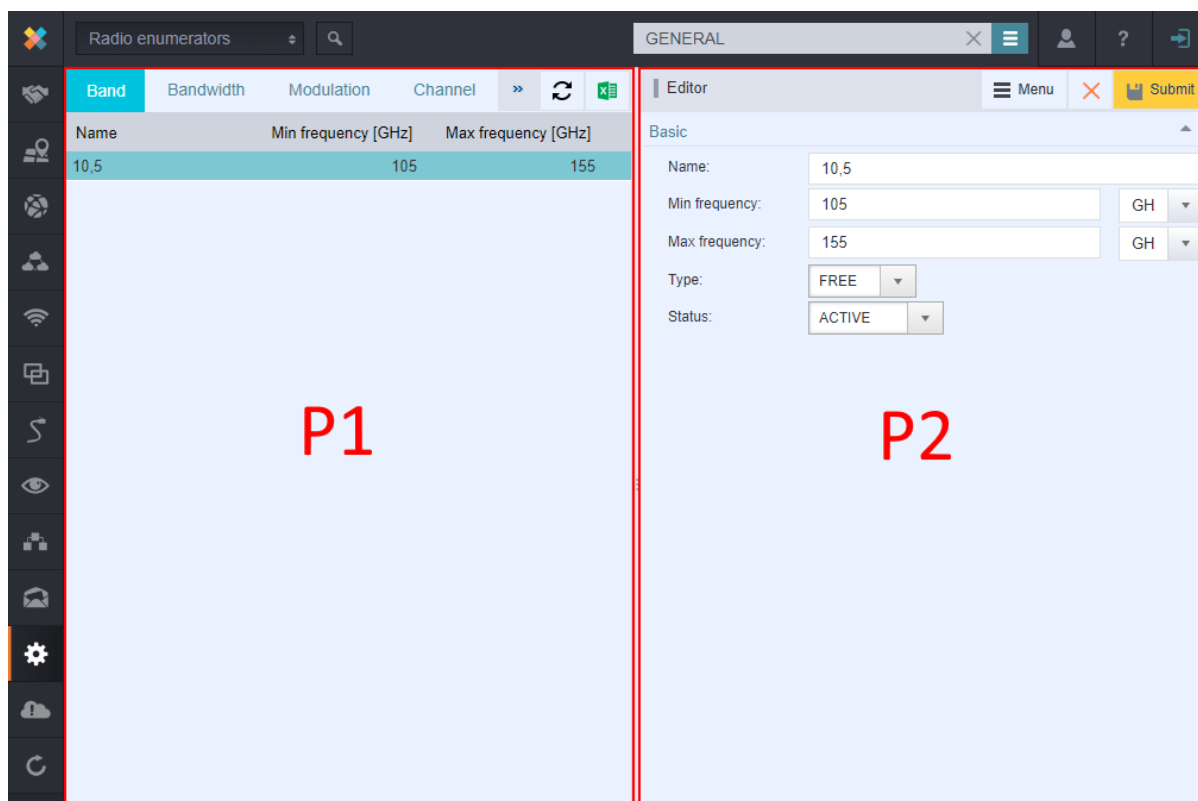 Radio enumerators
GENERAL
?
Band Bandwidth Modulation Channel »
Name Min frequency [GHz] Max frequency [GHz]
10,5 105 155
P1
Editor Menu Submit
Basic
Name: 10,5
Min frequency: 105 GH
Max frequency: 155 GH
Type: FREE
Status: ACTIVE
P2